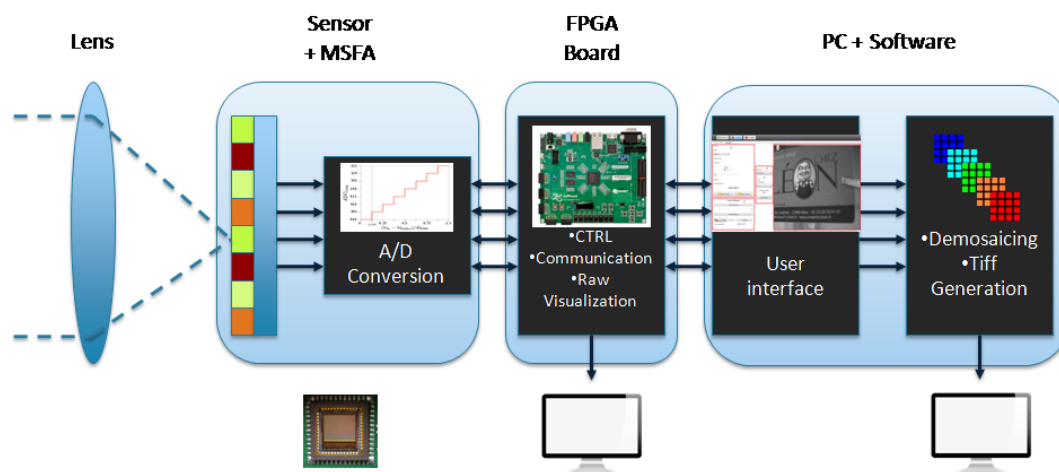 Lens
Sensor
+ MSFA
FPGA
Board
PC + Software
A/D
Conversion
•CTRL
•Communication
•Raw
Visualization
User
interface
•Demosaicing
•Tiff
Generation